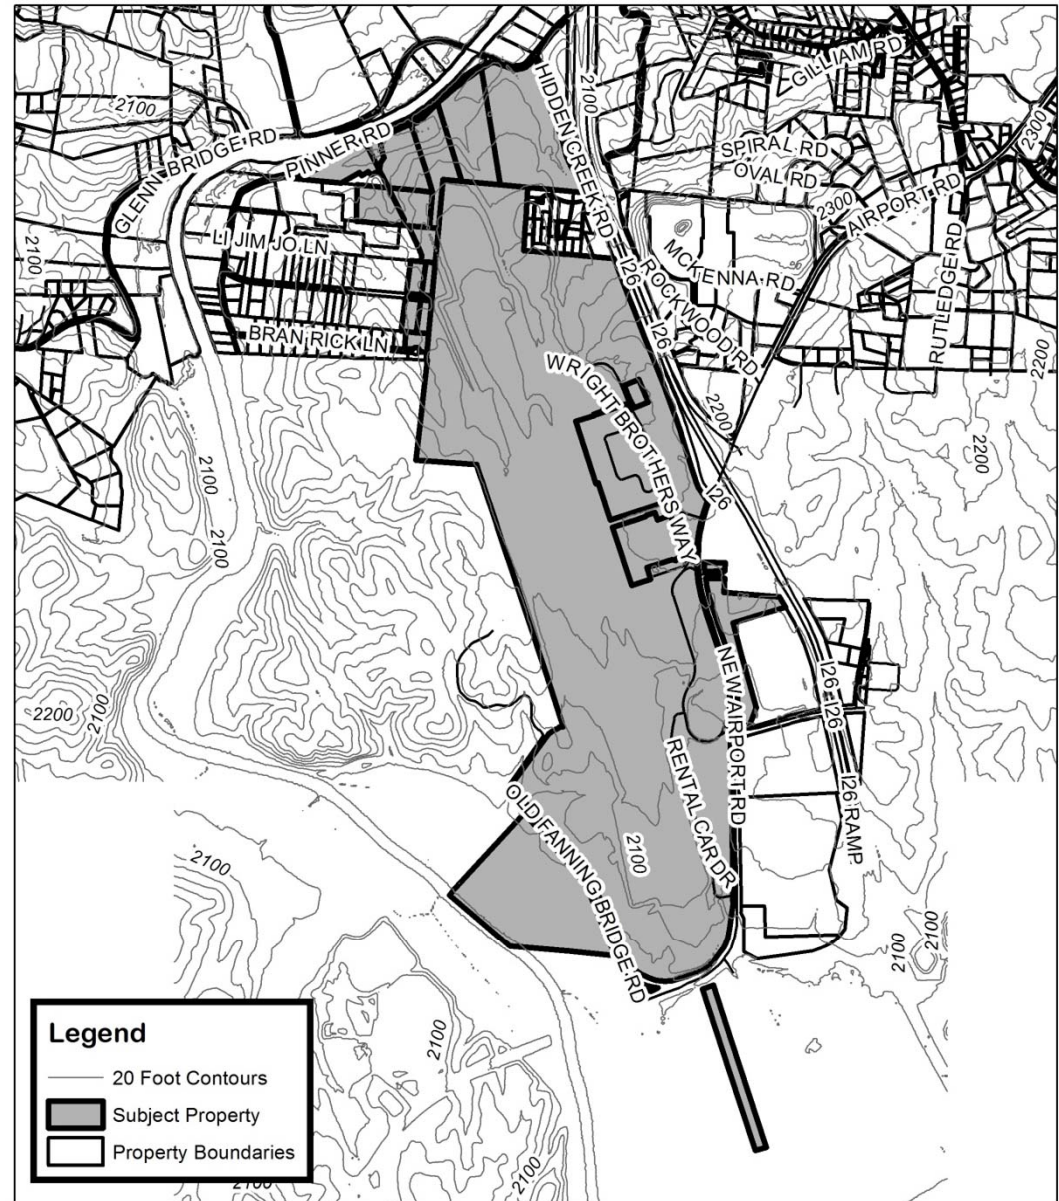 GILLIAM RD
2100
HIDDEN CREEK RD
2100
2300
GLENN BRIDGE RD
PINNER RD
SPIRAL RD
OVAL RD
2300
AIRPORT RD
LI JIM JO LN
2100
I26
ROCKWOOD RD
MCKENNA RD
RUTLEDGE RD
BRAN RICK LN
I26
WRIGHT BROTHERS WAY
2200
2200
2200
2100
I26
2100
2200
2100
NEW AIRPORT RD
I26 I26
RENTAL CAR DR
I26 RAMP
OLD FANNING BRIDGE RD
2100
2100
2100
2100
2100
2100
Legend
20 Foot Contours
Subject Property
Property Boundaries